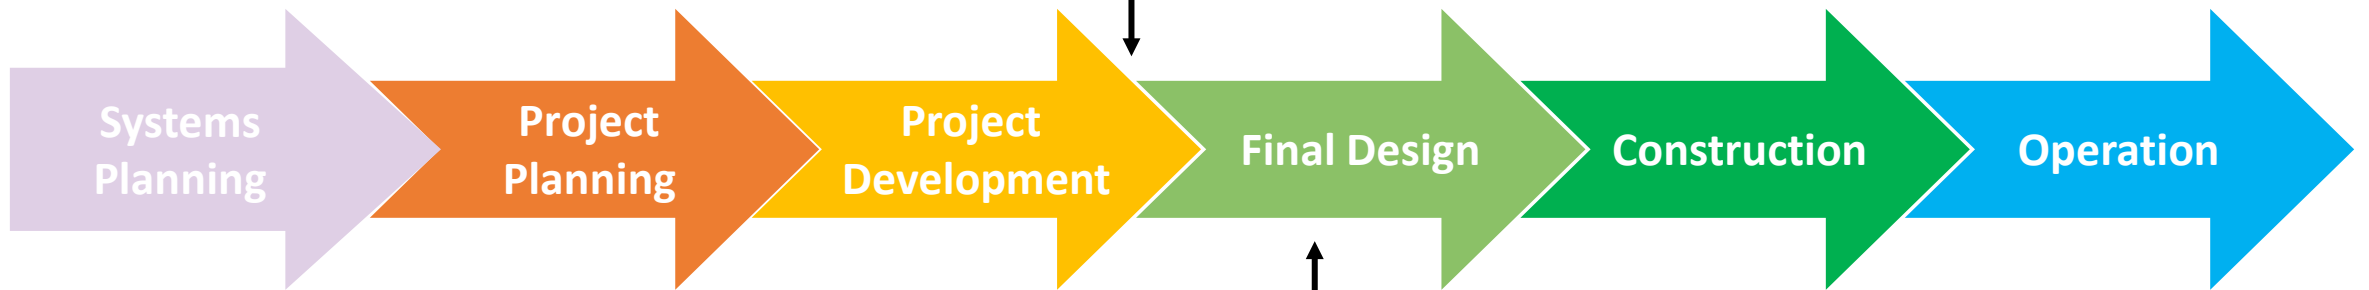 Systems
Planning
Project
Planning
Project
Development
Final Design
Construction
Operation